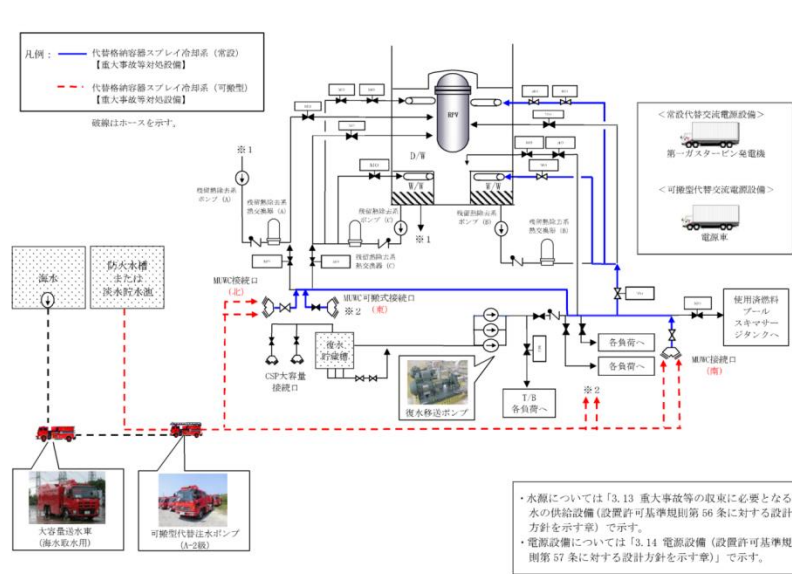 凡例：
代替格納容器スプレイ冷却系（常設）
【重大事故等対処設備】
代替格納容器スプレイ冷却系（可搬型）
【重大事故等対処設備】
破線はホースを示す。
RPV
D/W
W/W
W/W
※1
※1
残留熱除去系
ポンプ（A）
残留熱除去系
熱交換器（A）
残留熱除去系
ポンプ（C）
残留熱除去系
熱交換器（C）
残留熱除去系
ポンプ（B）
残留熱除去系
熱交換器（B）
＜常設代替交流電源設備＞
第一ガスタービン発電機
＜可搬型代替交流電源設備＞
電源車
海水
防火水槽
または
淡水貯水池
MUWC接続口
（北）
MUWC可搬式接続口
※2（東）
復水
貯蔵槽
CSP大容量
接続口
復水移送ポンプ
T/B
各負荷へ
各負荷へ
各負荷へ
※2
MUWC接続口
（南）
使用済燃料
プール
スキマサー
ジタンクへ
大容量送水車
（海水取水用）
可搬型代替注水ポンプ
（A-2級）
・水源については「3.13 重大事故等の収束に必要となる
水の供給設備（設置許可基準規則第 56 条に対する設計
方針を示す章）で示す。
・電源設備については「3.14 電源設備（設置許可基準規
則第 57 条に対する設計方針を示す章）」で示す。